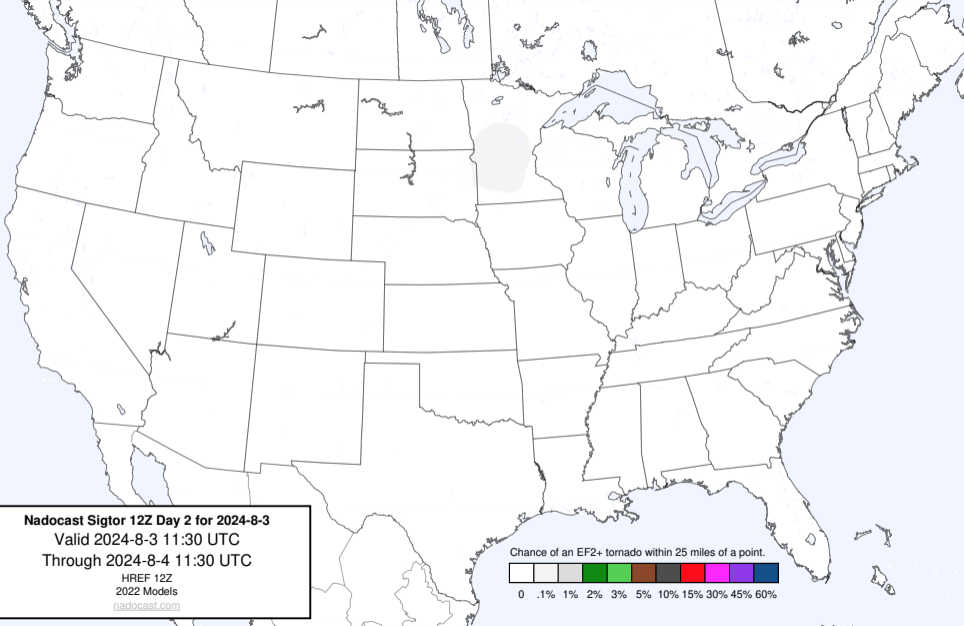 Nadocast Sigtor 12Z Day 2 for 2024-8-3
Valid 2024-8-3 11:30 UTC
Through 2024-8-4 11:30 UTC
HREF 12Z
2022 Models
nadocast.com
Chance of an EF2+ tornado within 25 miles of a point.
0 .1% 1% 2% 3% 5% 10% 15% 30% 45% 60%